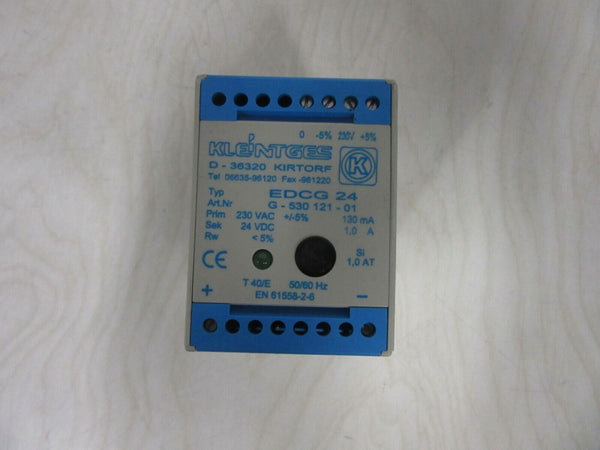 0 -5% 230V +5%
KLEINTGES
D - 36320 KIRTORF
Tel 06635-96120 Fax -961220
K
Typ EDCG 24
Art.Nr G - 530 121 - 01
Prim 230 VAC +/-5% 130 mA
Sek 24 VDC 1,0 A
Rw < 5%
Si
CE 1,0 AT
T 40/E 50/60 Hz
+ EN 61558-2-6 -